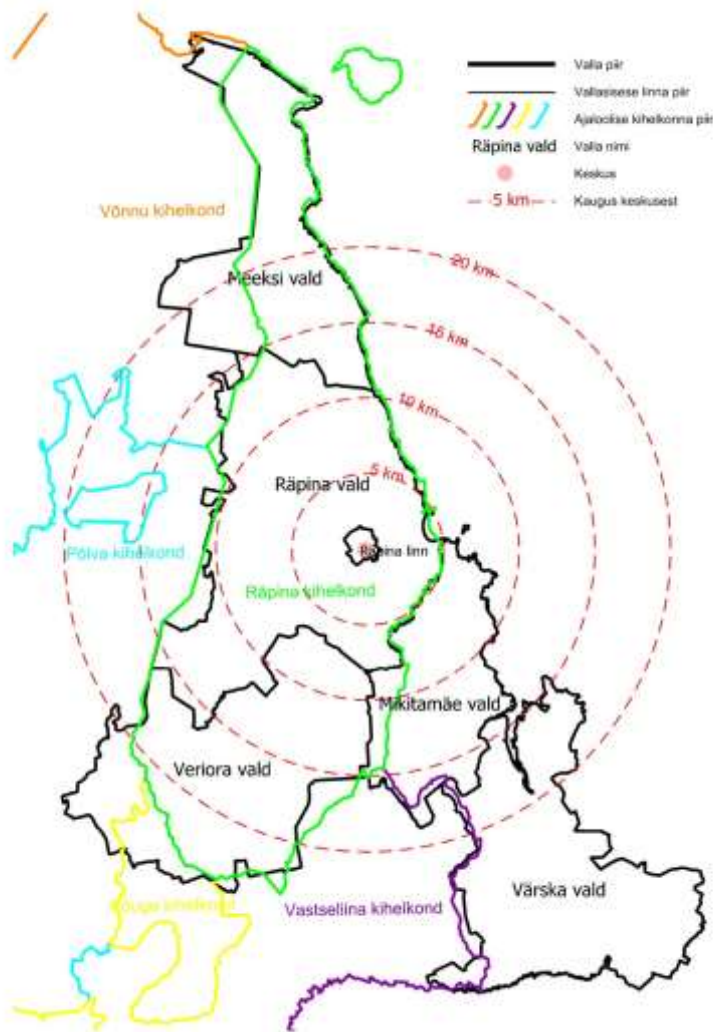 Valla piir
Vallasisese linna piir
Ajaloolise kihelkonna piir
Räpina vald
Valla nimi
Keskus
5 km
Kaugus keskusest
Võnnu kihelkond
20 km
Meeksi vald
15 km
10 km
5 km
Räpina vald
Räpina linn
Põlva kihelkond
Räpina kihelkond
Mikitamäe vald
Veriora vald
Värska vald
Rõuge kihelkond
Vastseliina kihelkond